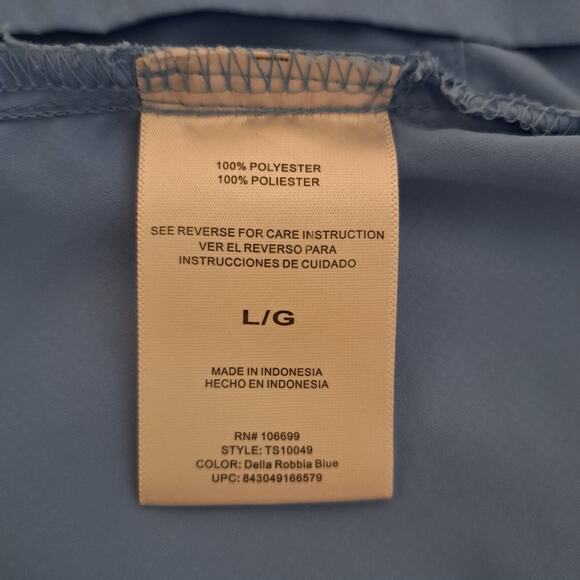 100% POLYESTER
100% POLIESTER
SEE REVERSE FOR CARE INSTRUCTION
VER EL REVERSO PARA
INSTRUCCIONES DE CUIDADO
L/G
MADE IN INDONESIA
HECHO EN INDONESIA
RN# 106699
STYLE: TS10049
COLOR: Della Robbia Blue
UPC: 843049166579